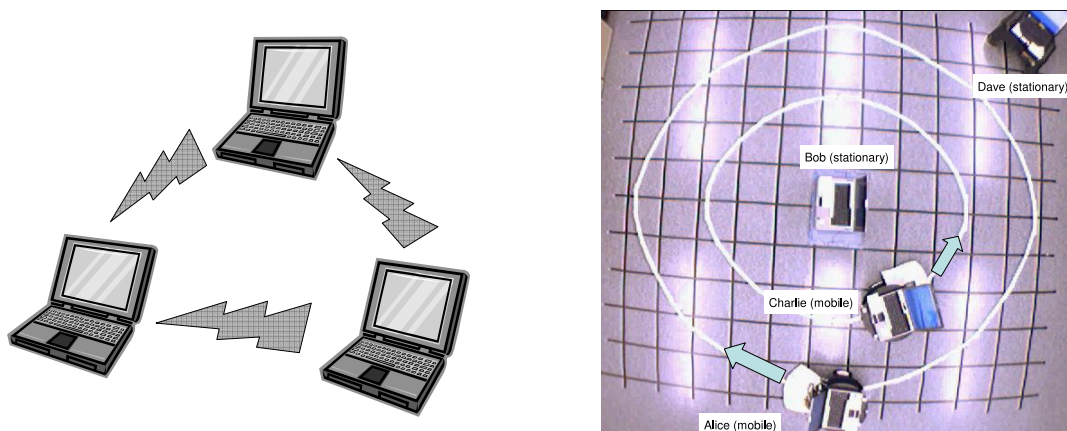 Dave (stationary)
Bob (stationary)
Charlie (mobile)
Alice (mobile)